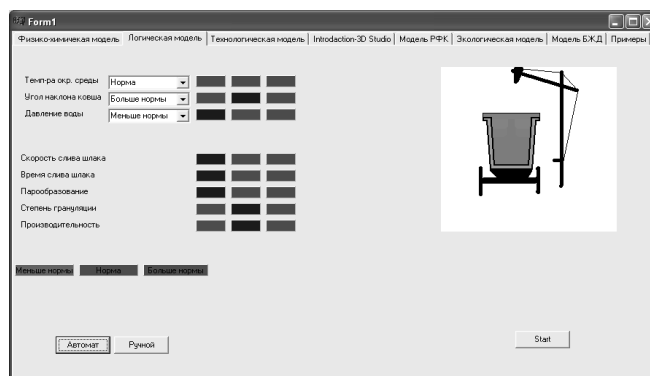 Form1
Физико-химичекая модель Логическая модель Технологическая модель Introdaction-3D Studio Модель РФК Экологическая модель Модель БЖД Примеры
Темп-ра окр. среды Норма
Угол наклона ковша Больше нормы
Давление воды Меньше нормы
Скорость слива шлака
Время слива шлака
Парообразование
Степень грануляции
Производительность
Меньше нормы Норма Больше нормы
Автомат Ручной Start